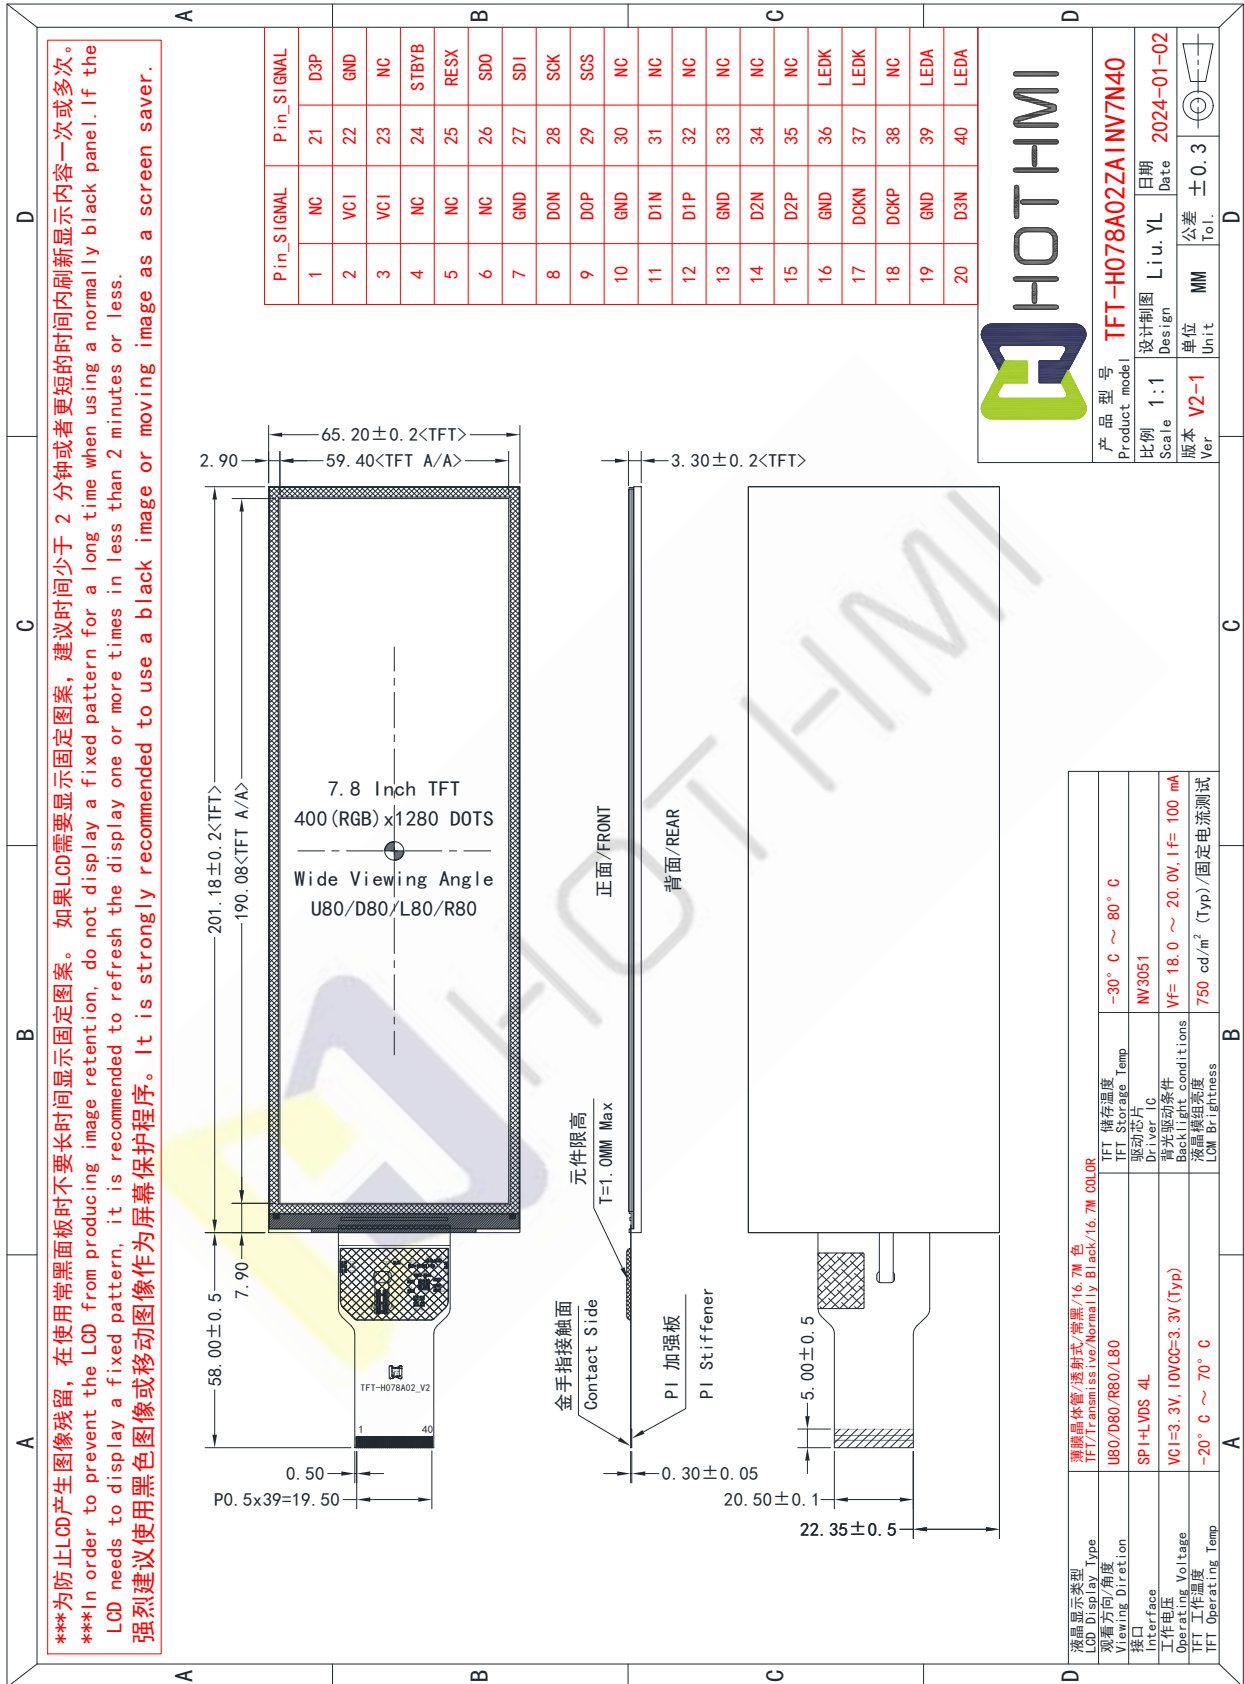 ***为防止LCD产生图像残留，在使用常黑面板时不要长时间显示固定图案。 如果LCD需要显示固定图案，建议时间少于 2 分钟或者更短的时间内刷新显示内容一次或多次。
***In order to prevent the LCD from producing image retention, do not display a fixed pattern for a long time when using a normally black panel.If the
LCD needs to display a fixed pattern, it is recommended to refresh the display one or more times in less than 2 minutes or less.
强烈建议使用黑色图像或移动图像作为屏幕保护程序。It is strongly recommended to use a black image or moving image as a screen saver.
A B C D
A B C D
A B C D
A B C D
58.00±0.5
201.18±0.2<TFT>
7.90
190.08<TFT A/A>
2.90
65.20±0.2<TFT>
59.40<TFT A/A>
7.8 Inch TFT
400(RGB)x1280 DOTS
Wide Viewing Angle
U80/D80/L80/R80
TFT-H078A02_V2
1
40
0.50
P0.5x39=19.50
3.30±0.2<TFT>
元件限高
T=1.0MM Max
金手指接触面
Contact Side
正面/FRONT
背面/REAR
PI 加强板
PI Stiffener
0.30±0.05
5.00±0.5
20.50±0.1
22.35±0.5
Pin_SIGNAL Pin_SIGNAL
1 NC 21 D3P
2 VCI 22 GND
3 VCI 23 NC
4 NC 24 STBYB
5 NC 25 RESX
6 NC 26 SDO
7 GND 27 SDI
8 D0N 28 SCK
9 D0P 29 SCS
10 GND 30 NC
11 D1N 31 NC
12 D1P 32 NC
13 GND 33 NC
14 D2N 34 NC
15 D2P 35 NC
16 GND 36 LEDK
17 DCKN 37 LEDK
18 DCKP 38 NC
19 GND 39 LEDA
20 D3N 40 LEDA
液晶显示类型
LCD Display Type
薄膜晶体管/透射式/常黑/16.7M 色
TFT/Transmissive/Normally Black/16.7M COLOR
观看方向/角度
Viewing Diretion
U80/D80/R80/L80
TFT 储存温度
TFT Storage Temp
-30° C ～ 80° C
接口
Interface
SPI+LVDS 4L
驱动芯片
Driver IC
NV3051
工作电压
Operating Voltage
VCI=3.3V,IOVCC=3.3V(Typ)
背光驱动条件
Backlight conditions
Vf= 18.0 ～ 20.0V,If= 100 mA
TFT 工作温度
TFT Operating Temp
-20° C ～ 70° C
液晶模组亮度
LCM Brightness
750 cd/m² (Typ)/固定电流测试
HOTHMI
产 品 型 号
Product model
TFT-H078A02ZAINV7N40
比例
Scale
1:1
设计制图
Design
Liu.YL
日期
Date
2024-01-02
版本
Ver
V2-1
单位
Unit
MM
公差
Tol.
±0.3
HOTHMI